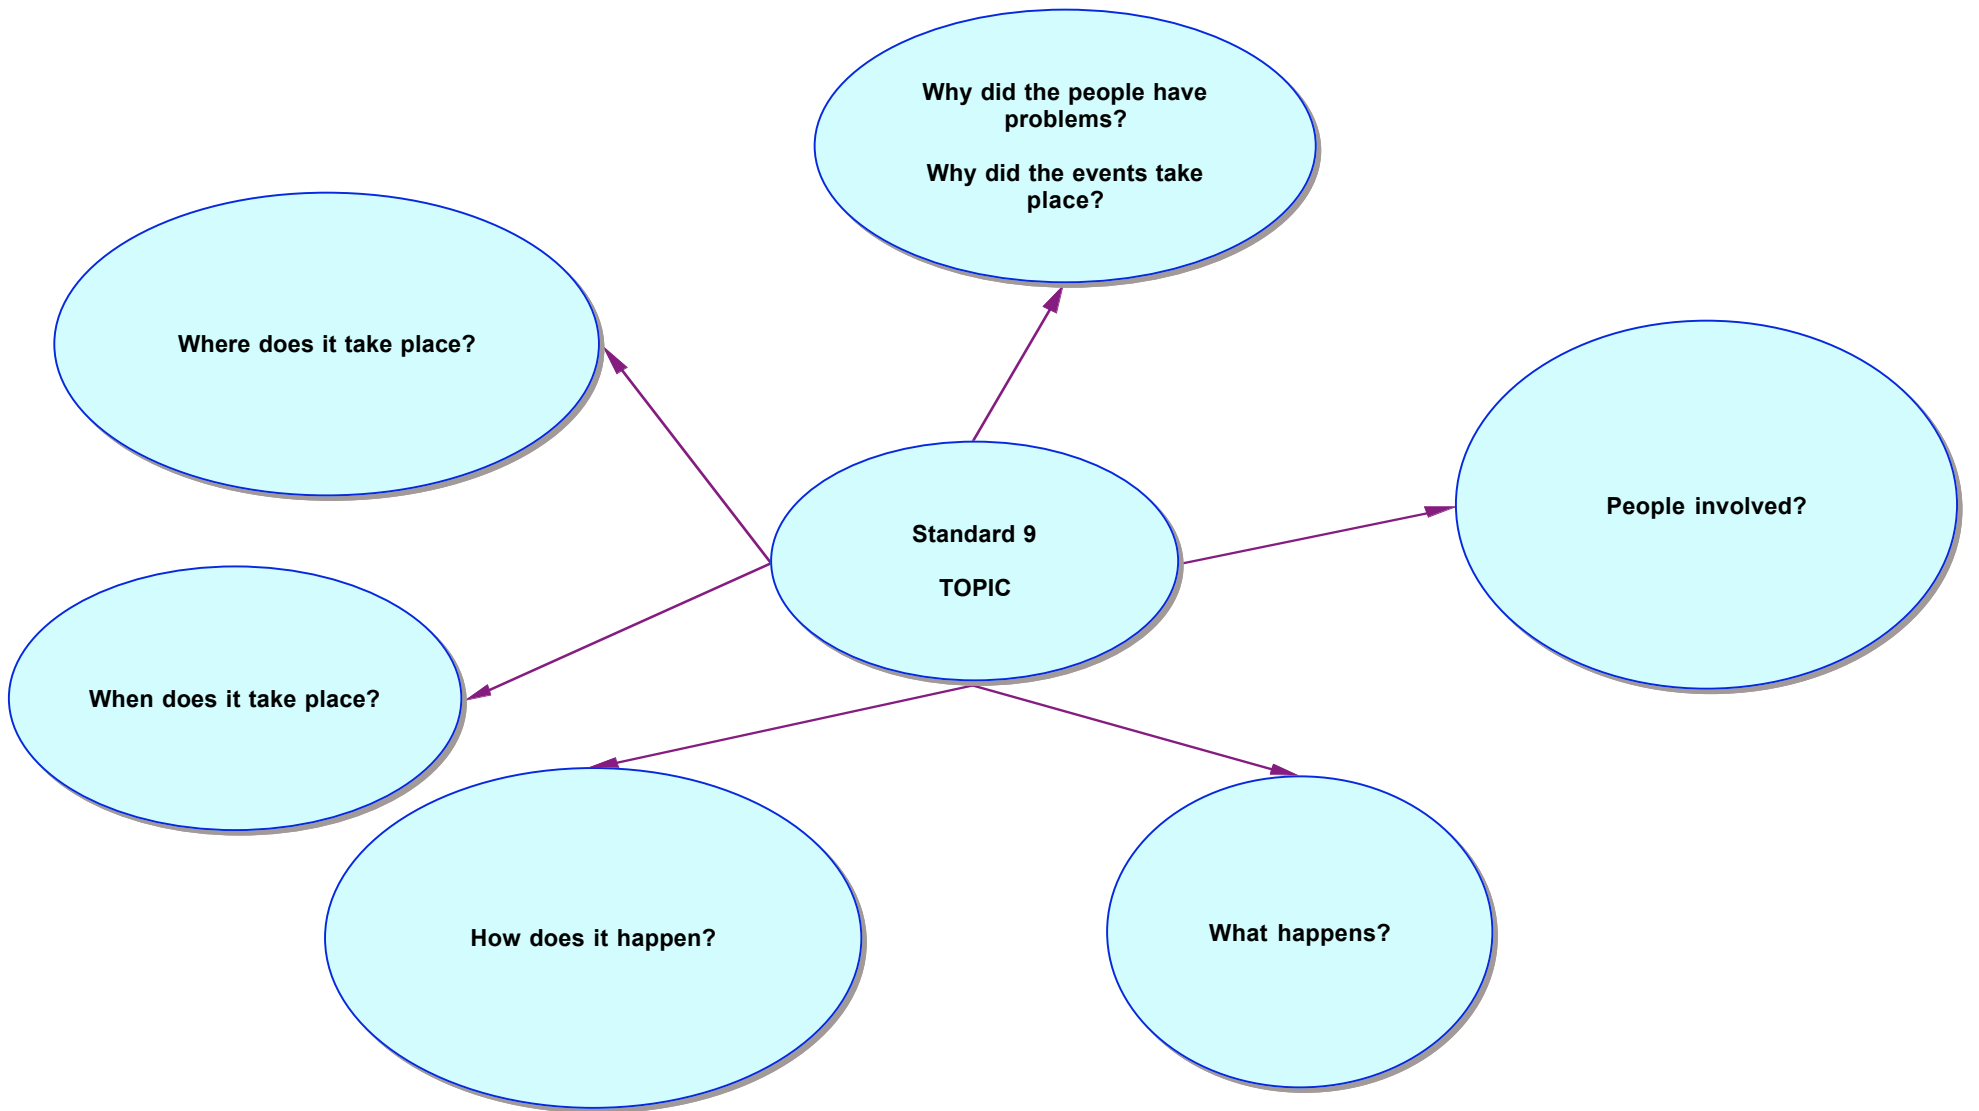 Why did the people have
problems?
Why did the events take
place?
Where does it take place?
People involved?
Standard 9
TOPIC
When does it take place?
How does it happen?
What happens?